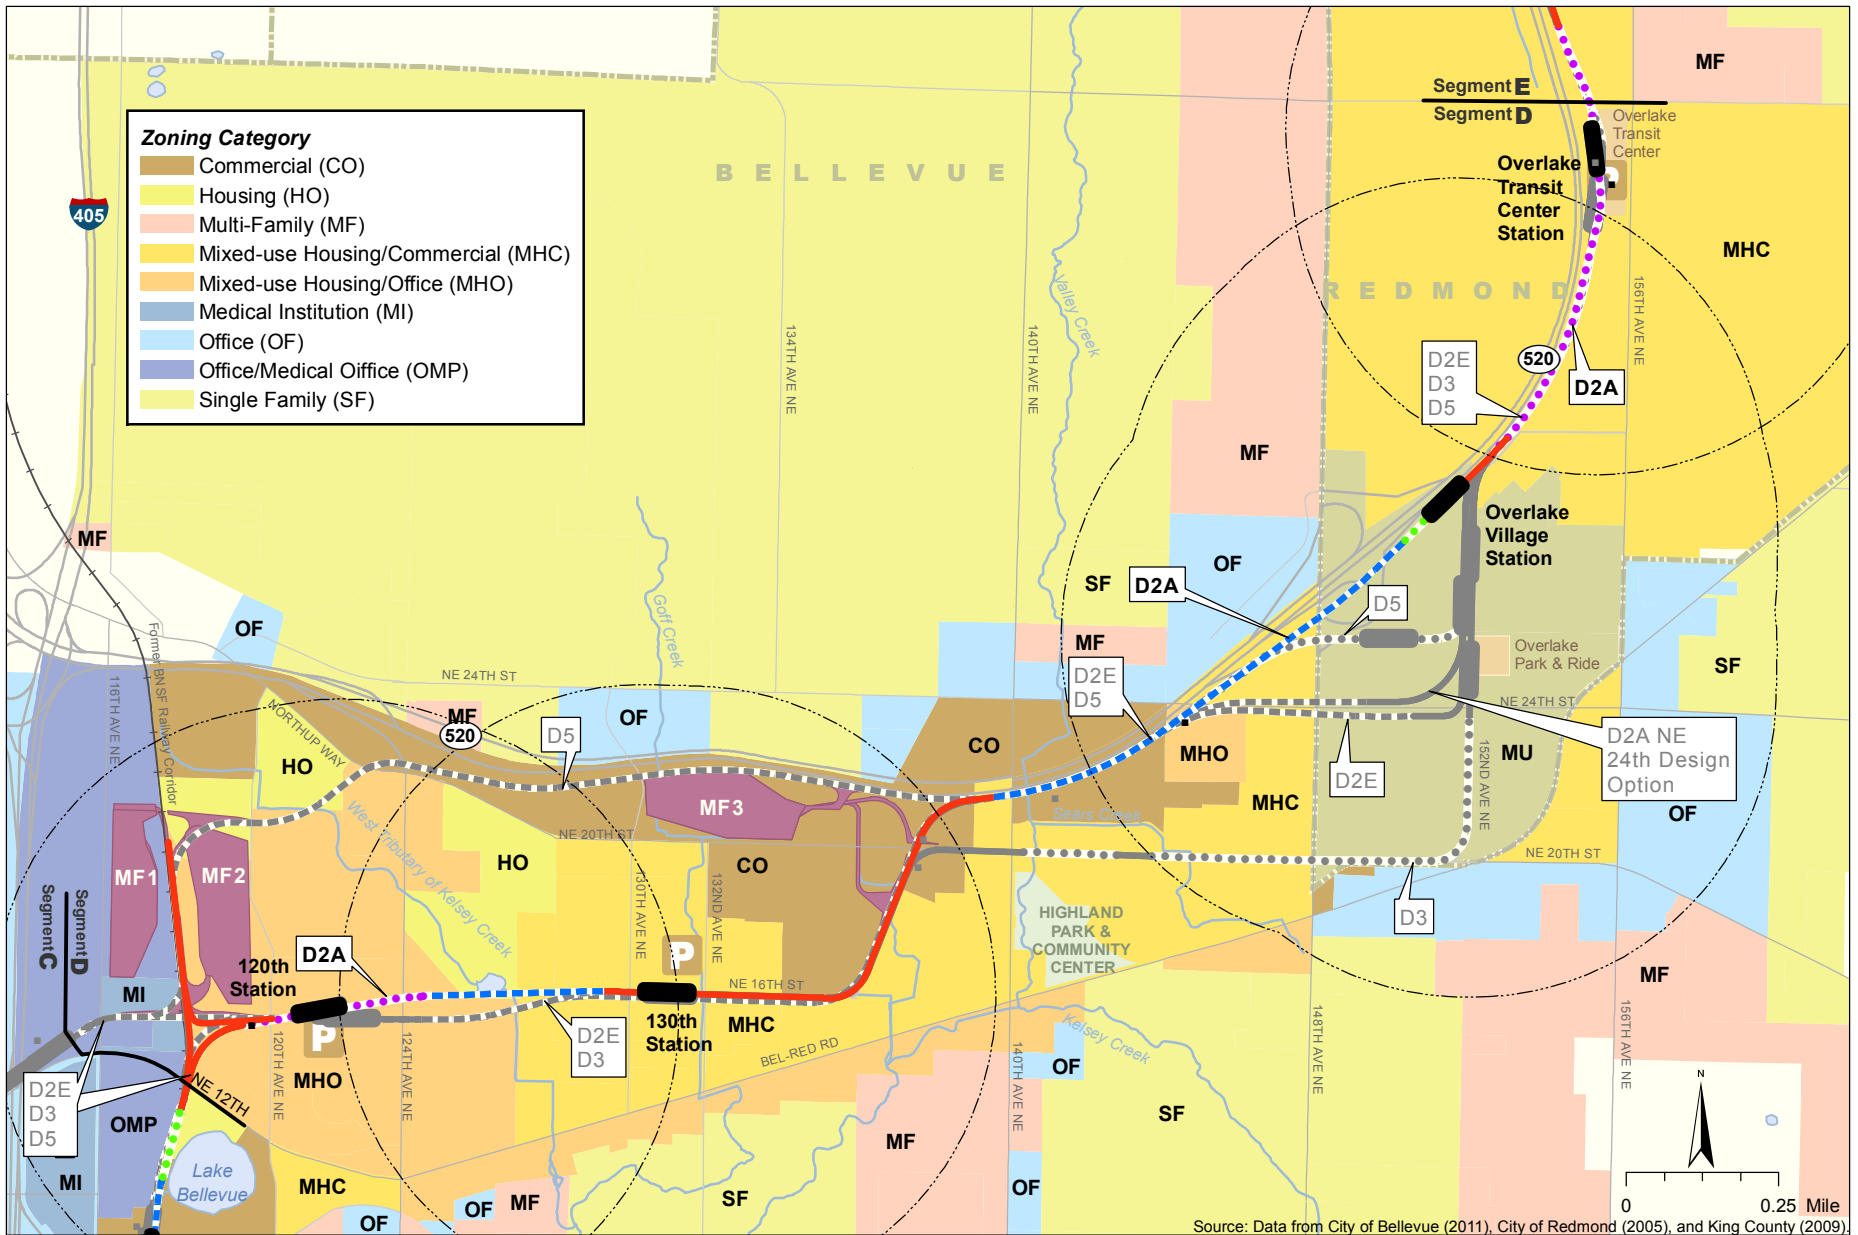 Zoning Category
Commercial (CO)
Housing (HO)
Multi-Family (MF)
Mixed-use Housing/Commercial (MHC)
Mixed-use Housing/Office (MHO)
Medical Institution (MI)
Office (OF)
Office/Medical Oiffice (OMP)
Single Family (SF)
405
BELLEVUE
REDMOND
Segment E
Segment D
Overlake
Transit
Center
Overlake
Transit
Center
Station
P
MF
MHC
156TH AVE NE
134TH AVE NE
140TH AVE NE
Valley Creek
520
D2A
D2E
D3
D5
MF
Overlake
Village
Station
MF
OF
SF
D2A
D5
OF
Goff Creek
MF
D2E
D5
Overlake
Park & Ride
SF
Former BNSF Railway Corridor
116TH AVE NE
NE 24TH ST
NE 24TH ST
NORTHUP WAY
MF
520
OF
D5
HO
CO
MHO
MU
D2A NE
24th Design
Option
D2E
152ND AVE NE
MHC
OF
MF3
West Tributary of Kelsey Creek
NE 20TH ST
Sears Creek
NE 20TH ST
MF1
MF2
HO
CO
130TH AVE NE
132ND AVE NE
D3
HIGHLAND
PARK &
COMMUNITY
CENTER
Segment C
Segment D
D2A
P
120th
Station
MI
NE 16TH ST
MF
P
130th
Station
MHC
D2E
D3
120TH AVE NE
124TH AVE NE
BEL-RED RD
Kelsey Creek
140TH AVE NE
148TH AVE NE
156TH AVE NE
MHO
OF
D2E
D3
D5
NE 12TH
OMP
SF
MF
Lake
Bellevue
MI
MHC
SF
OF
MF
OF
OF
N
0 0.25 Mile
Source: Data from City of Bellevue (2011), City of Redmond (2005), and King County (2009).